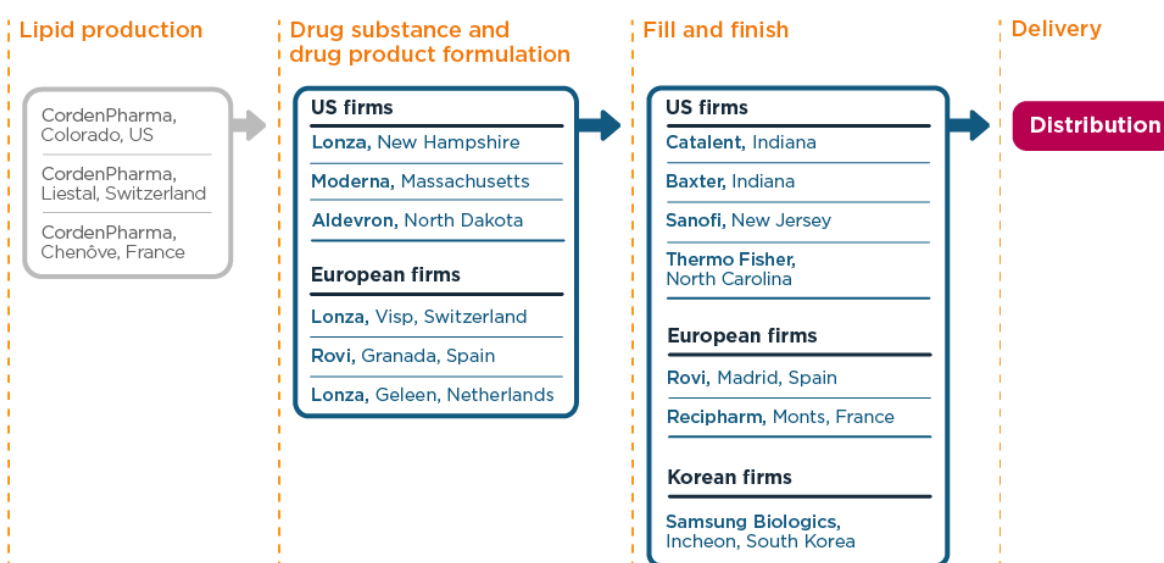 Lipid production
CordenPharma,
Colorado, US
CordenPharma,
Liestal, Switzerland
CordenPharma,
Chenôve, France
Drug substance and
drug product formulation
US firms
Lonza, New Hampshire
Moderna, Massachusetts
Aldevron, North Dakota
European firms
Lonza, Visp, Switzerland
Rovi, Granada, Spain
Lonza, Geleen, Netherlands
Fill and finish
US firms
Catalent, Indiana
Baxter, Indiana
Sanofi, New Jersey
Thermo Fisher,
North Carolina
European firms
Rovi, Madrid, Spain
Recipharm, Monts, France
Korean firms
Samsung Biologics,
Incheon, South Korea
Delivery
Distribution